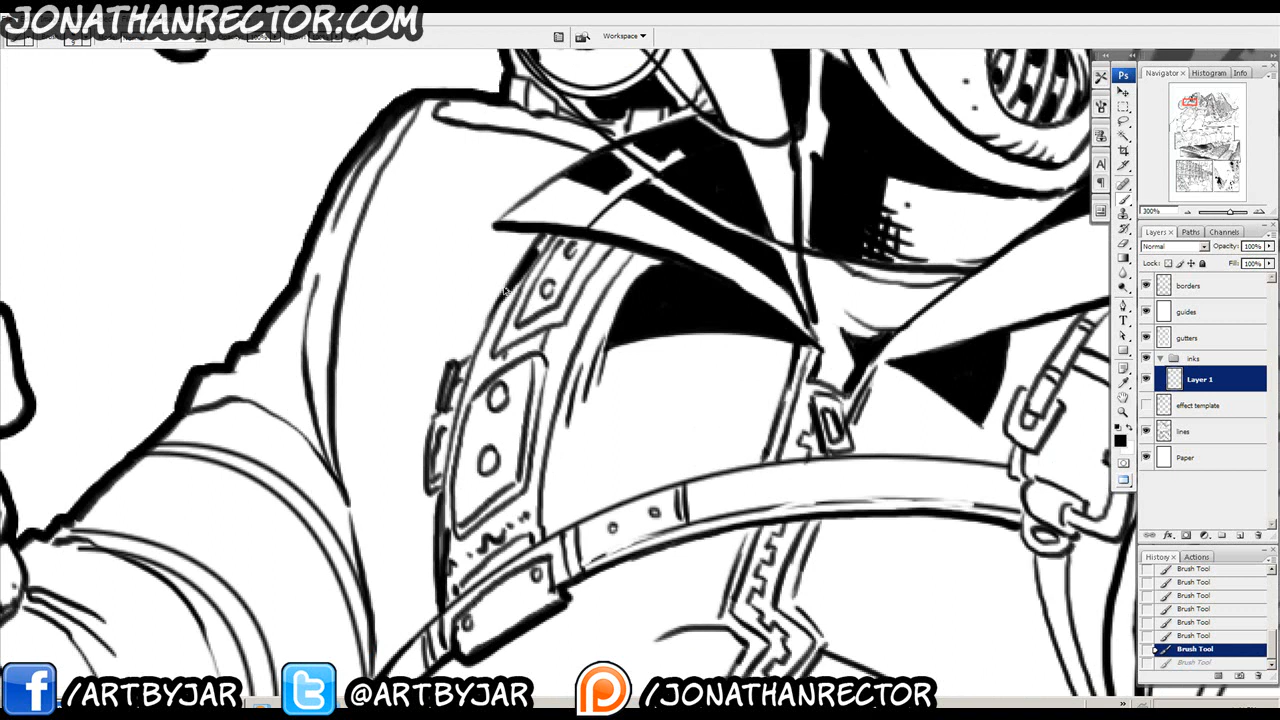 JONATHANRECTOR.COM
Workspace
Ps
Navigator × Histogram Info
300%
Layers × Paths Channels
Normal Opacity: 100%
Lock: Fill: 100%
borders
guides
gutters
inks
Layer 1
effect template
lines
Paper
History × Actions
Brush Tool
Brush Tool
Brush Tool
Brush Tool
Brush Tool
Brush Tool
Brush Tool
Brush Tool
/ARTBYJAR @ARTBYJAR /JONATHANRECTOR